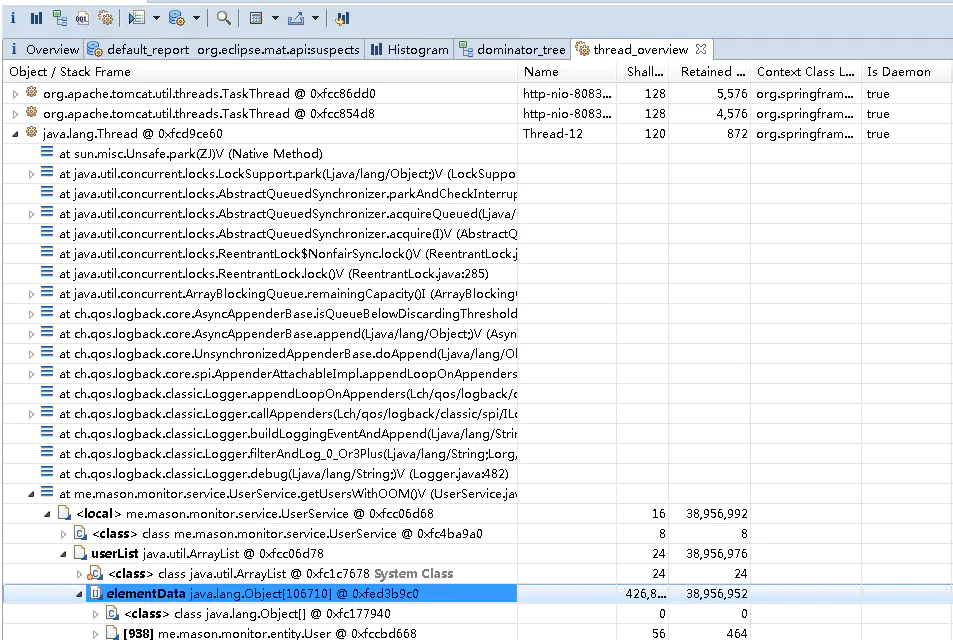 i OQL
i Overview default_report org.eclipse.mat.api:suspects Histogram dominator_tree thread_overview
Object / Stack Frame Name Shall... Retained ... Context Class L... Is Daemon
org.apache.tomcat.util.threads.TaskThread @ 0xfcc86dd0 http-nio-8083... 128 5,576 org.springfram... true
org.apache.tomcat.util.threads.TaskThread @ 0xfcc854d8 http-nio-8083... 128 4,576 org.springfram... true
java.lang.Thread @ 0xfcd9ce60 Thread-12 120 872 org.springfram... true
at sun.misc.Unsafe.park(ZJ)V (Native Method)
at java.util.concurrent.locks.LockSupport.park(Ljava/lang/Object;)V (LockSuppo
at java.util.concurrent.locks.AbstractQueuedSynchronizer.parkAndCheckInterrup
at java.util.concurrent.locks.AbstractQueuedSynchronizer.acquireQueued(Ljava/
at java.util.concurrent.locks.AbstractQueuedSynchronizer.acquire(I)V (AbstractQ
at java.util.concurrent.locks.ReentrantLock$NonfairSync.lock()V (ReentrantLock.j
at java.util.concurrent.locks.ReentrantLock.lock()V (ReentrantLock.java:285)
at java.util.concurrent.ArrayBlockingQueue.remainingCapacity()I (ArrayBlocking
at ch.qos.logback.core.AsyncAppenderBase.isQueueBelowDiscardingThreshold
at ch.qos.logback.core.AsyncAppenderBase.append(Ljava/lang/Object;)V (Asyn
at ch.qos.logback.core.UnsynchronizedAppenderBase.doAppend(Ljava/lang/Ol
at ch.qos.logback.core.spi.AppenderAttachableImpl.appendLoopOnAppenders
at ch.qos.logback.classic.Logger.appendLoopOnAppenders(Lch/qos/logback/c
at ch.qos.logback.classic.Logger.callAppenders(Lch/qos/logback/classic/spi/ILo
at ch.qos.logback.classic.Logger.buildLoggingEventAndAppend(Ljava/lang/Strin
at ch.qos.logback.classic.Logger.filterAndLog_0_Or3Plus(Ljava/lang/String;Lorg/
at ch.qos.logback.classic.Logger.debug(Ljava/lang/String;)V (Logger.java:482)
at me.mason.monitor.service.UserService.getUsersWithOOM()V (UserService.jav
<local> me.mason.monitor.service.UserService @ 0xfcc06d68 16 38,956,992
<class> class me.mason.monitor.service.UserService @ 0xfc4ba9a0 8 8
userList java.util.ArrayList @ 0xfcc06d78 24 38,956,976
<class> class java.util.ArrayList @ 0xfc1c7678 System Class 24 24
elementData java.lang.Object[106710] @ 0xfed3b9c0 426,8... 38,956,952
<class> class java.lang.Object[] @ 0xfc177940 0 0
[938] me.mason.monitor.entity.User @ 0xfccbd668 56 464